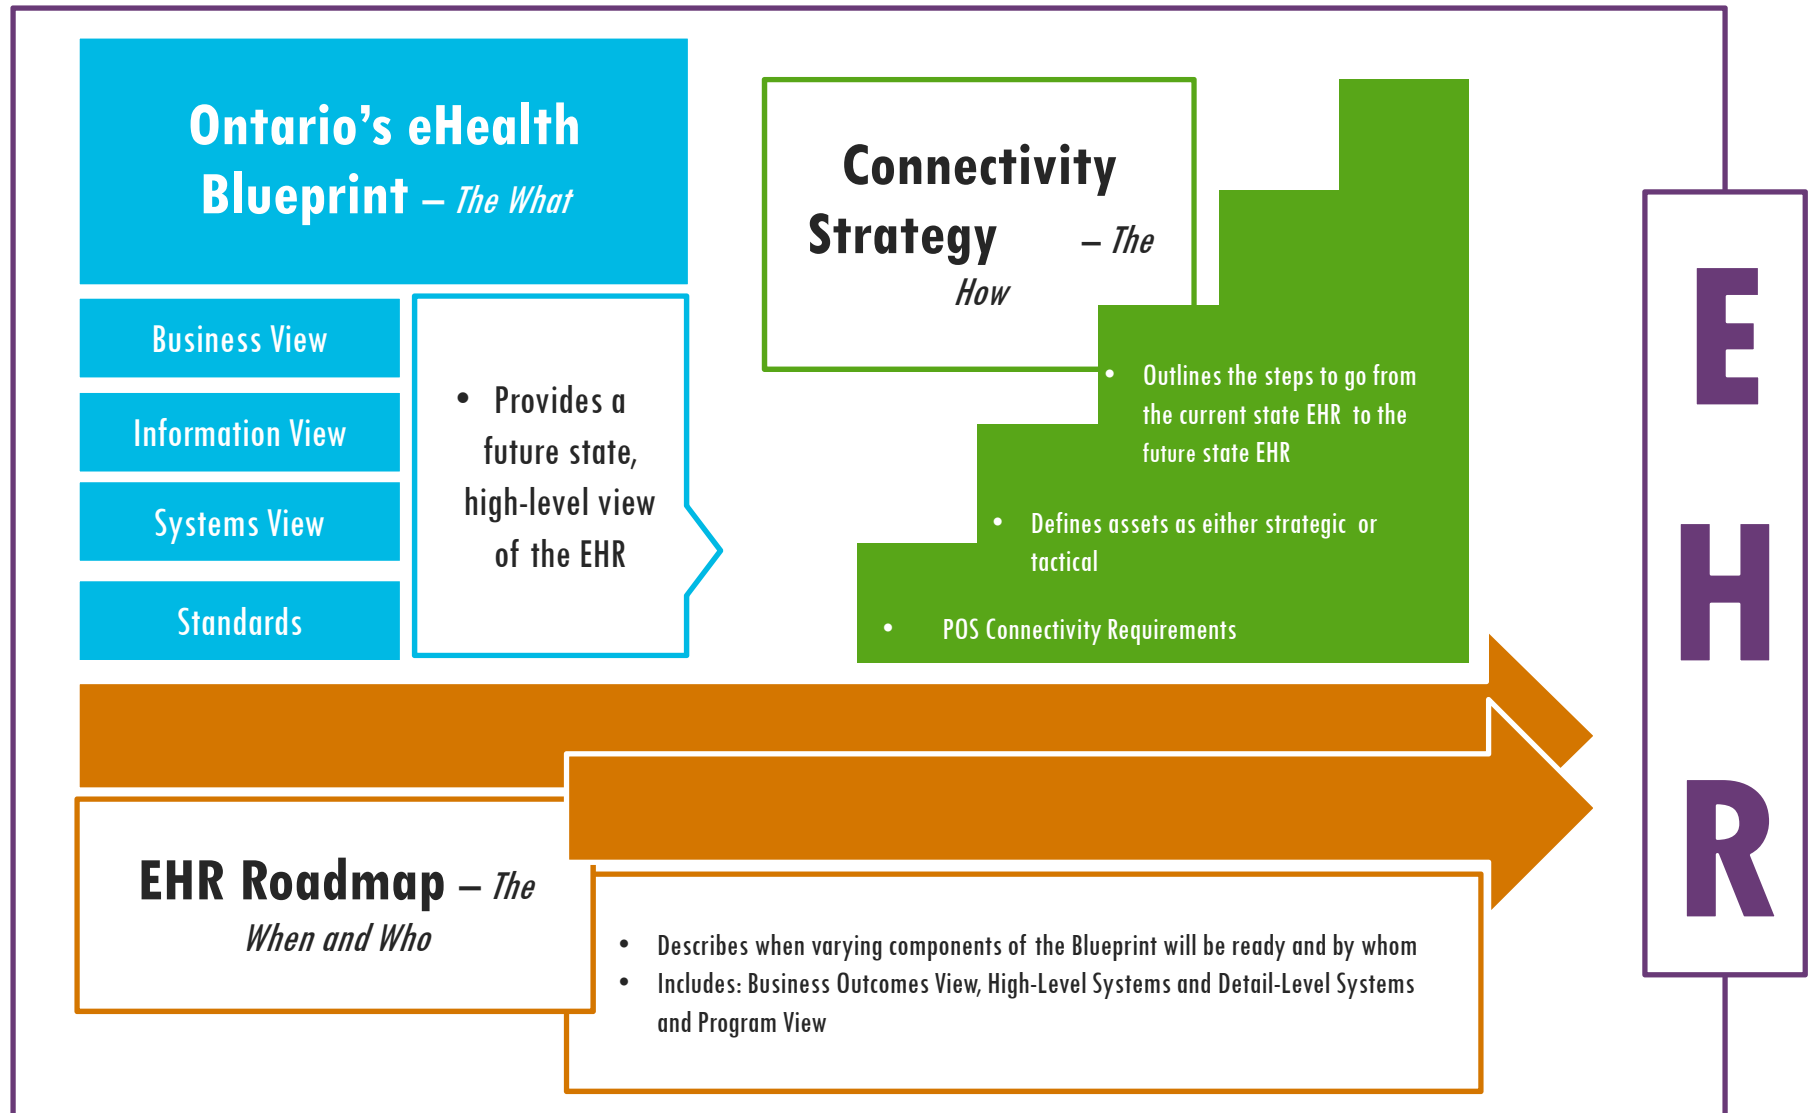 Ontario’s eHealth
Blueprint – The What
Business View
Information View
Systems View
Standards
• Provides a
future state,
high-level view
of the EHR
Connectivity
Strategy – The
How
• Outlines the steps to go from
the current state EHR to the
future state EHR
• Defines assets as either strategic or
tactical
• POS Connectivity Requirements
EHR Roadmap – The
When and Who
• Describes when varying components of the Blueprint will be ready and by whom
• Includes: Business Outcomes View, High-Level Systems and Detail-Level Systems
and Program View
E
H
R